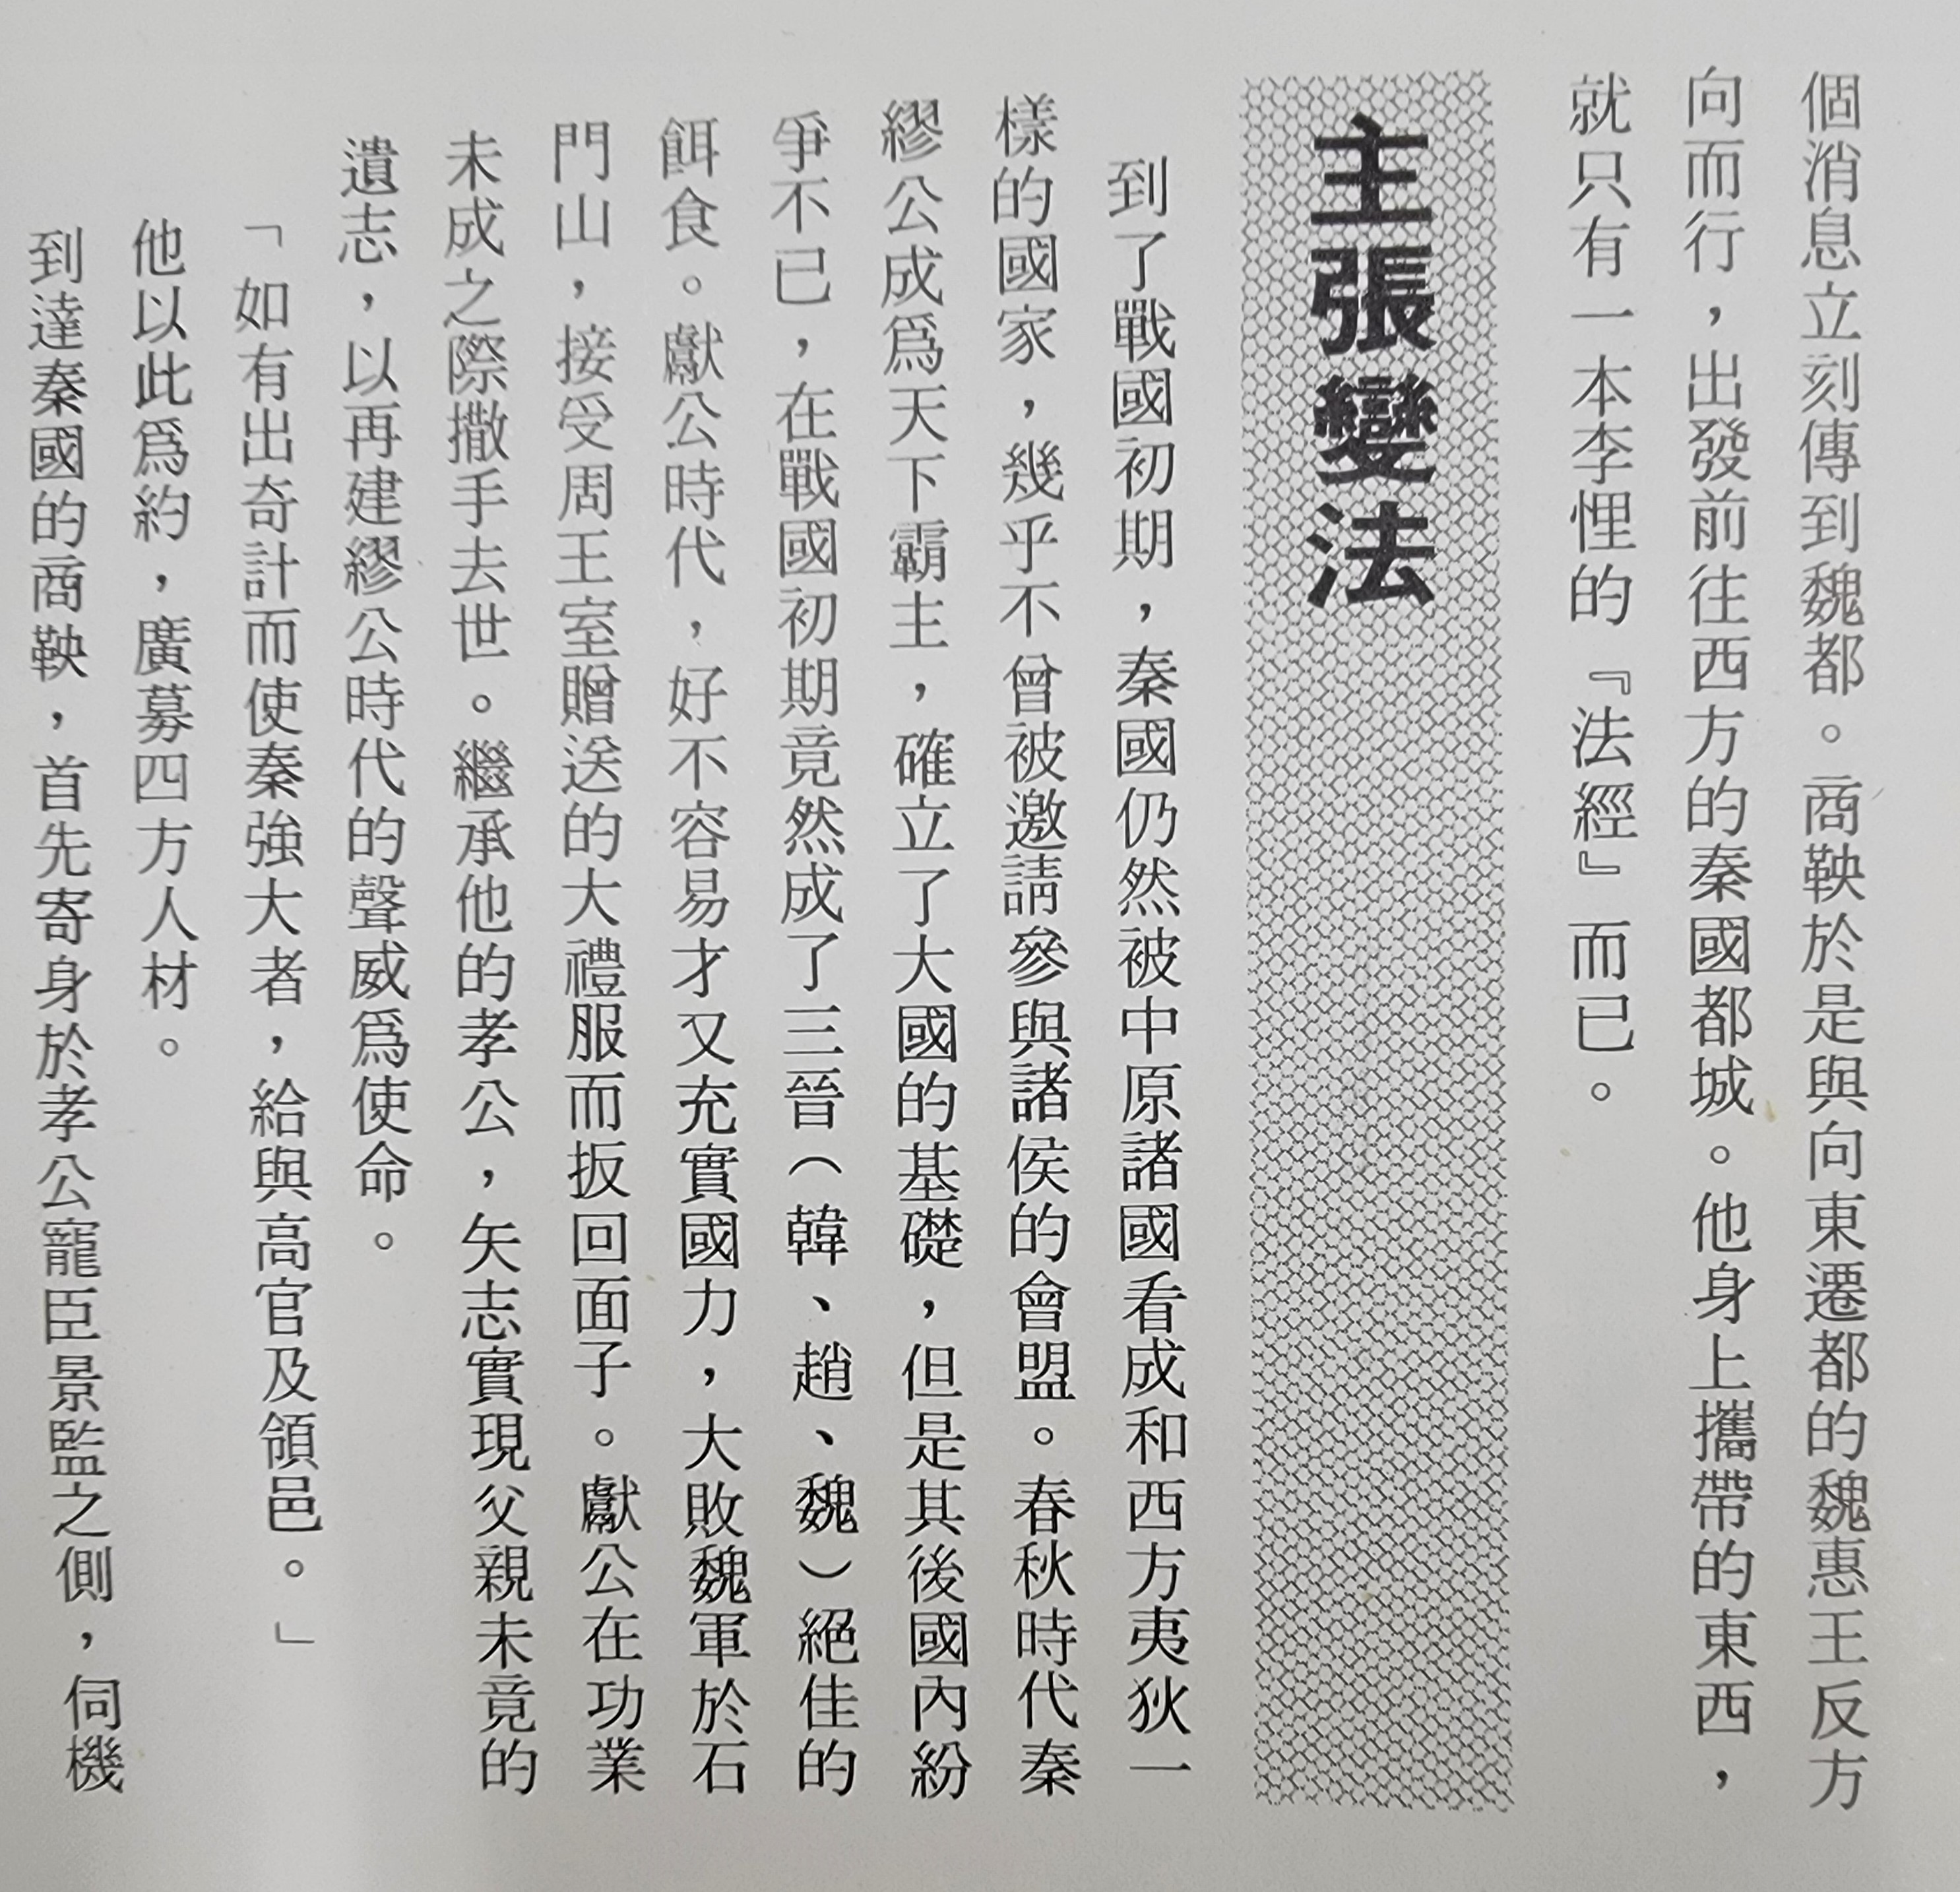 個消息立刻傳到魏都。商鞅於是與向東遷都的魏惠王反方
向而行，出發前往西方的秦國都城。他身上攜帶的東西，
就只有一本李悝的『法經』而已。
主張變法
到了戰國初期，秦國仍然被中原諸國看成和西方夷狄一
樣的國家，幾乎不曾被邀請參與諸侯的會盟。春秋時代秦
繆公成爲天下霸主，確立了大國的基礎，但是其後國內紛
爭不已，在戰國初期竟然成了三晉（韓、趙、魏）絕佳的
餌食。獻公時代，好不容易才又充實國力，大敗魏軍於石
門山，接受周王室贈送的大禮服而扳回面子。獻公在功業
未成之際撒手去世。繼承他的孝公，矢志實現父親未竟的
遺志，以再建繆公時代的聲威爲使命。
「如有出奇計而使秦強大者，給與高官及領邑。」
他以此爲約，廣募四方人材。
到達秦國的商鞅，首先寄身於孝公寵臣景監之側，伺機